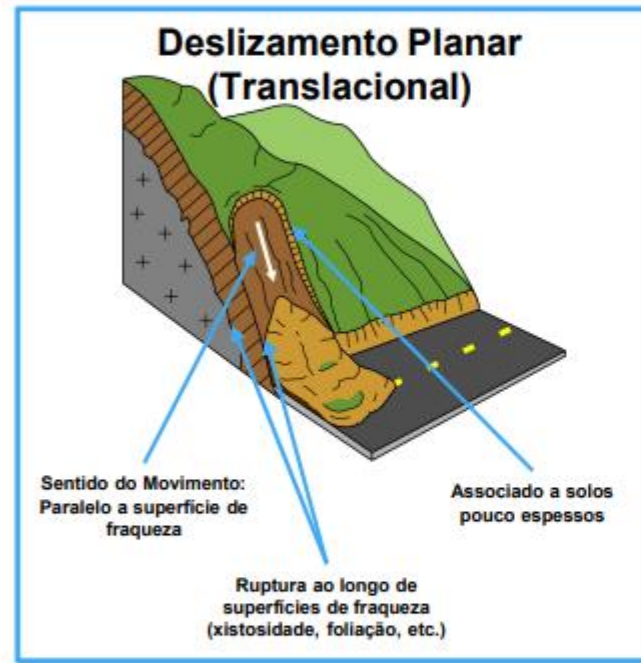 Deslizamento Planar
(Translacional)
Sentido do Movimento:
Paralelo a superfície de
fraqueza
Associado a solos
pouco espessos
Ruptura ao longo de
superfícies de fraqueza
(xistosidade, foliação, etc.)